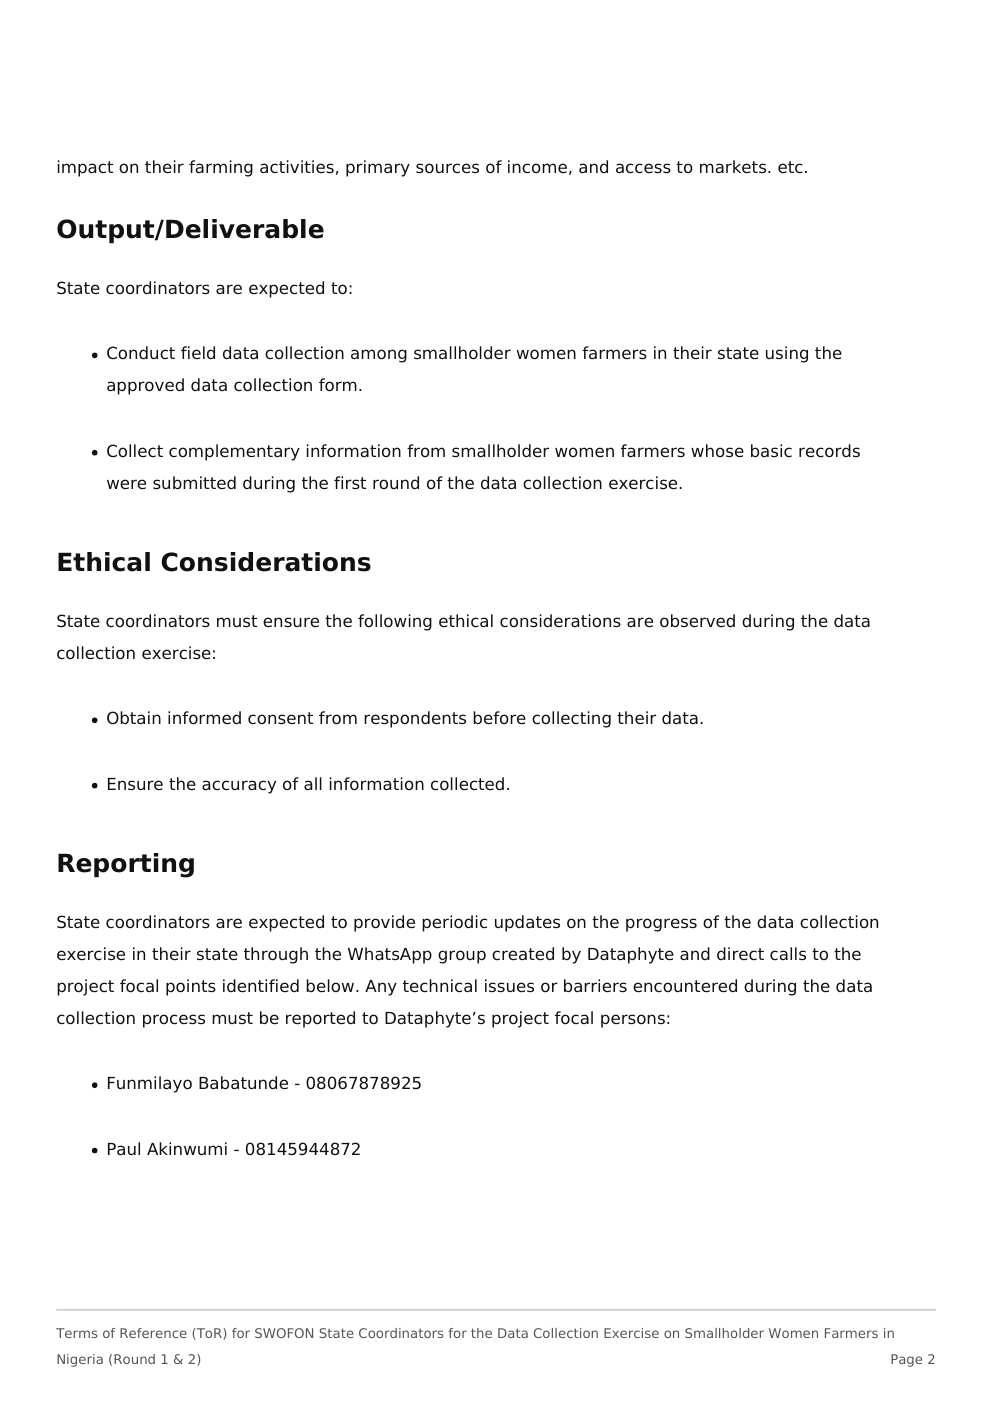 impact on their farming activities, primary sources of income, and access to markets. etc.
Output/Deliverable
State coordinators are expected to:
• Conduct field data collection among smallholder women farmers in their state using the
approved data collection form.
• Collect complementary information from smallholder women farmers whose basic records
were submitted during the first round of the data collection exercise.
Ethical Considerations
State coordinators must ensure the following ethical considerations are observed during the data
collection exercise:
• Obtain informed consent from respondents before collecting their data.
• Ensure the accuracy of all information collected.
Reporting
State coordinators are expected to provide periodic updates on the progress of the data collection
exercise in their state through the WhatsApp group created by Dataphyte and direct calls to the
project focal points identified below. Any technical issues or barriers encountered during the data
collection process must be reported to Dataphyte’s project focal persons:
• Funmilayo Babatunde - 08067878925
• Paul Akinwumi - 08145944872
Terms of Reference (ToR) for SWOFON State Coordinators for the Data Collection Exercise on Smallholder Women Farmers in
Nigeria (Round 1 & 2) Page 2